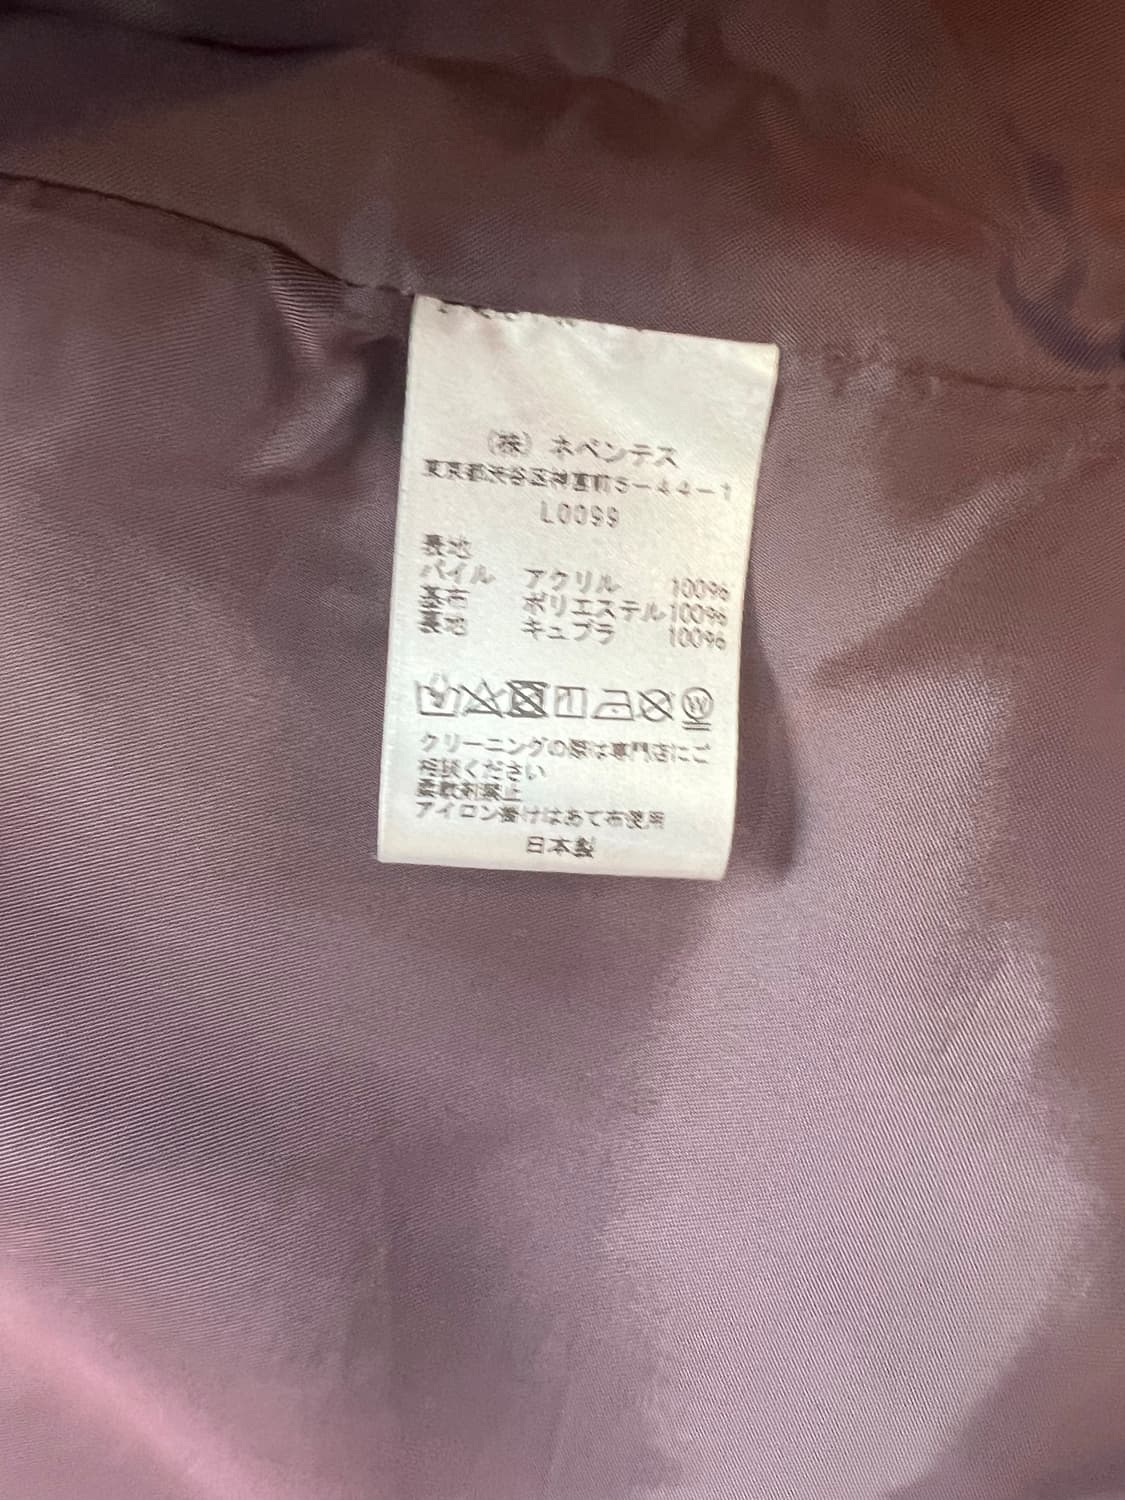 (株) ネペンテス
東京都渋谷区神宮前5-44-1
L0099
表地
パイル アクリル 100%
基布 ポリエステル 100%
裏地 キュプラ 100%
W
クリーニングの際は専門店にご
相談ください
柔軟剤禁止
アイロン掛けはあて布使用
日本製